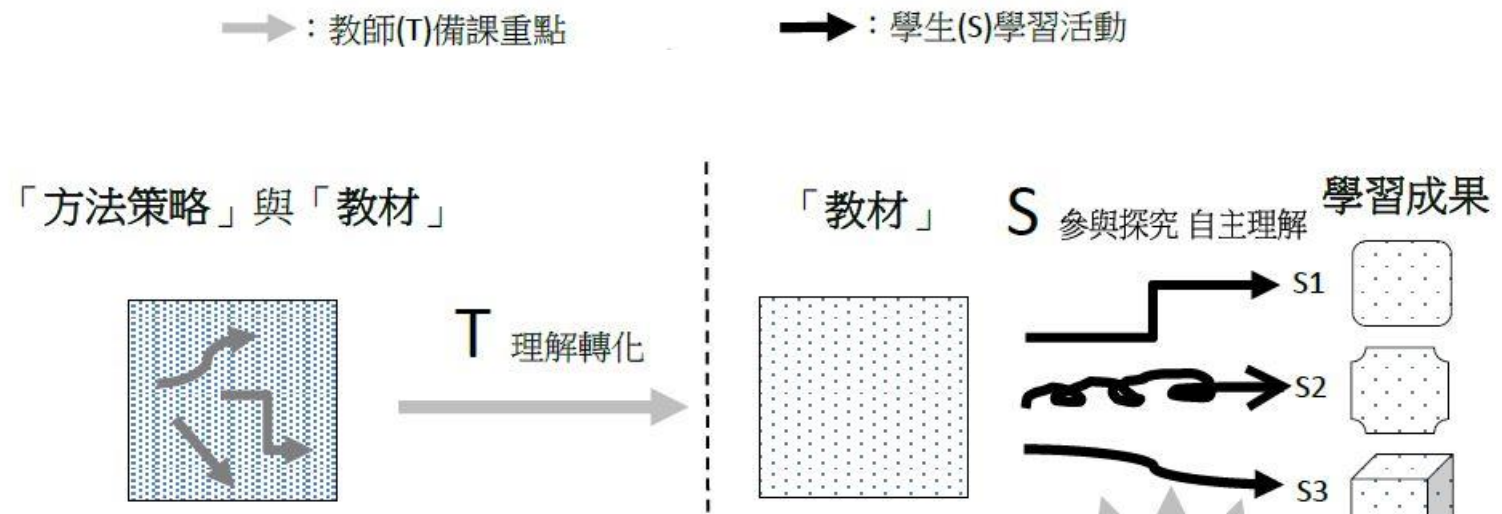 ：教師(T)備課重點
：學生(S)學習活動
「方法策略」與「教材」
「教材」
S 參與探究 自主理解
學習成果
T 理解轉化
S1
S2
S3